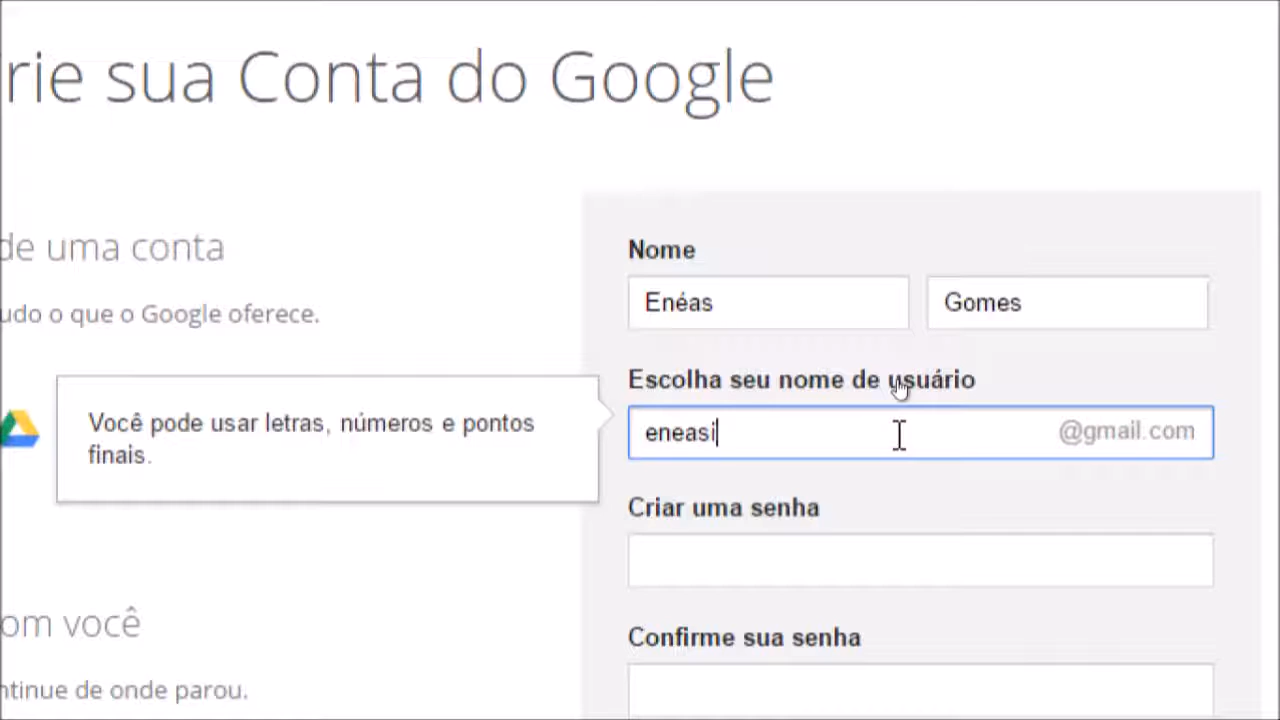 rie sua Conta do Google
de uma conta
udo o que o Google oferece.
Nome
Enéas Gomes
Escolha seu nome de usuário
eneasi @gmail.com
Você pode usar letras, números e pontos
finais.
Criar uma senha
Confirme sua senha
om você
ntinue de onde parou.